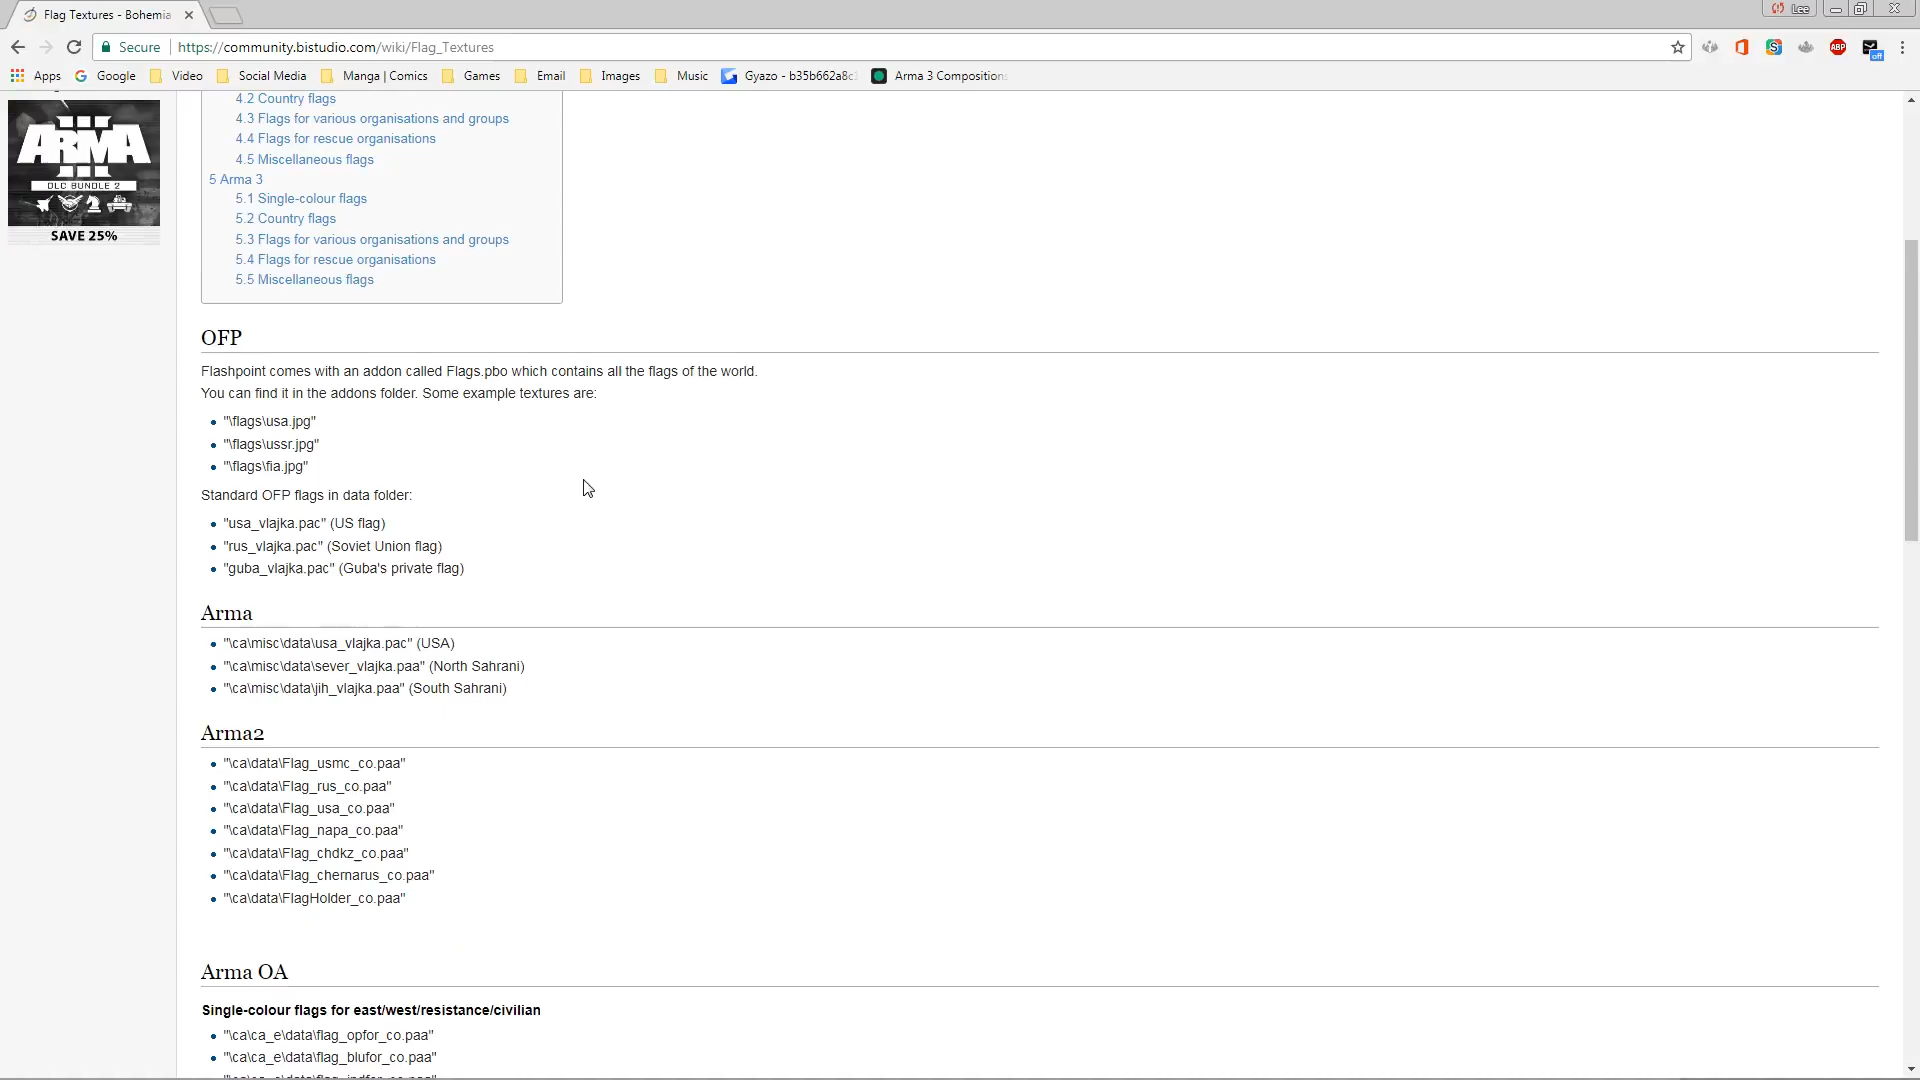 Flag Textures - Bohemia
Lee
Secure
https://community.bistudio.com/wiki/Flag_Textures
ABP
off
Apps
Google
Video
Social Media
Manga | Comics
Games
Email
Images
Music
Gyazo - b35b662a8c
Arma 3 Composition
ARMA
III
DLC BUNDLE 2
SAVE 25%
4.2 Country flags
4.3 Flags for various organisations and groups
4.4 Flags for rescue organisations
4.5 Miscellaneous flags
5 Arma 3
5.1 Single-colour flags
5.2 Country flags
5.3 Flags for various organisations and groups
5.4 Flags for rescue organisations
5.5 Miscellaneous flags
OFP
Flashpoint comes with an addon called Flags.pbo which contains all the flags of the world.
You can find it in the addons folder. Some example textures are:
"\flags\usa.jpg"
"\flags\ussr.jpg"
"\flags\fia.jpg"
Standard OFP flags in data folder:
"usa_vlajka.pac" (US flag)
"rus_vlajka.pac" (Soviet Union flag)
"guba_vlajka.pac" (Guba's private flag)
Arma
"\ca\misc\data\usa_vlajka.pac" (USA)
"\ca\misc\data\sever_vlajka.paa" (North Sahrani)
"\ca\misc\data\jih_vlajka.paa" (South Sahrani)
Arma2
"\ca\data\Flag_usmc_co.paa"
"\ca\data\Flag_rus_co.paa"
"\ca\data\Flag_usa_co.paa"
"\ca\data\Flag_napa_co.paa"
"\ca\data\Flag_chdkz_co.paa"
"\ca\data\Flag_chernarus_co.paa"
"\ca\data\FlagHolder_co.paa"
Arma OA
Single-colour flags for east/west/resistance/civilian
"\ca\ca_e\data\flag_opfor_co.paa"
"\ca\ca_e\data\flag_blufor_co.paa"